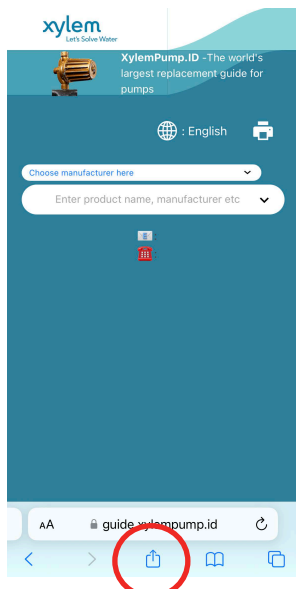 xylem
Let's Solve Water
XylemPump.ID -The world's
largest replacement guide for
pumps
: English
Choose manufacturer here
Enter product name, manufacturer etc
:
:
AA
guide.xylempump.id